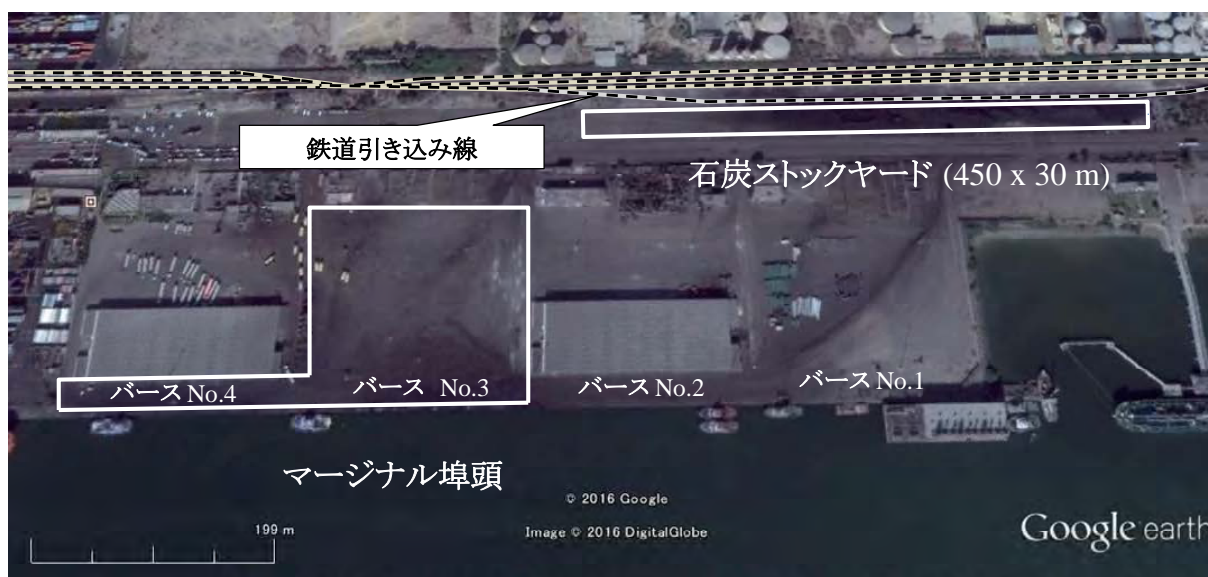 鉄道引き込み線
石炭ストックヤード (450 x 30 m)
バース No.4
バース No.3
バース No.2
バース No.1
マージナル埠頭
© 2016 Google
Image © 2016 DigitalGlobe
199 m
Google earth